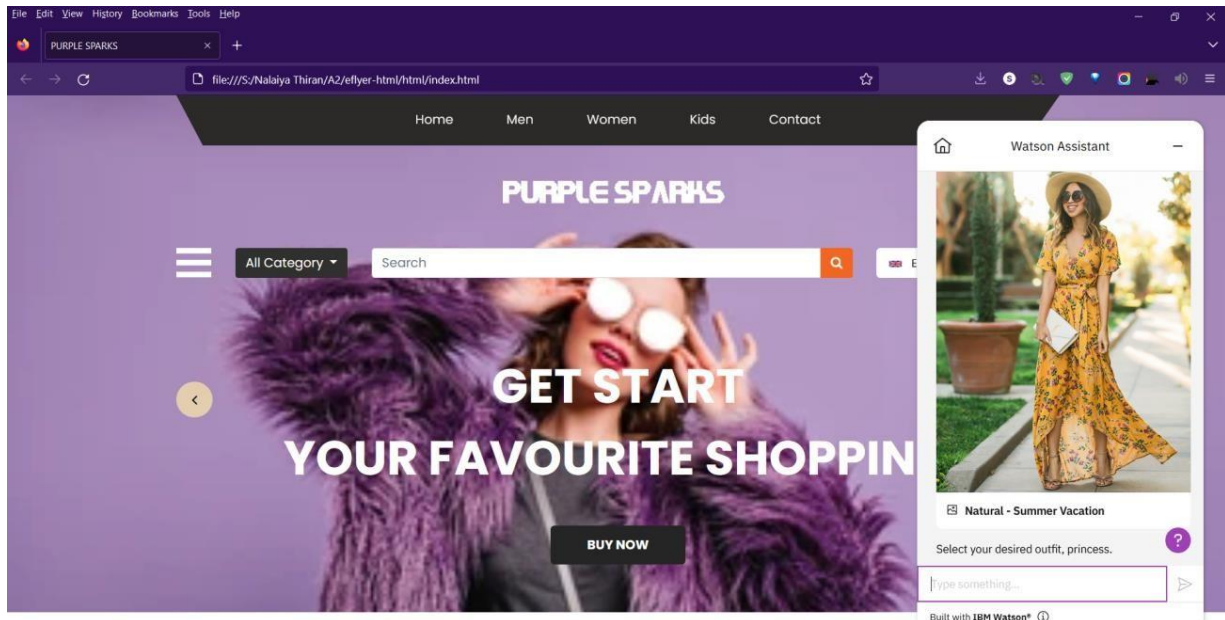 File Edit View History Bookmarks Tools Help
PURPLE SPARKS
file:///S:/Nalaiya Thiran/A2/eflyer-html/html/index.html
Home Men Women Kids Contact
PURPLE SPARKS
All Category Search E
GET START
YOUR FAVOURITE SHOPPIN
BUY NOW
Watson Assistant
Natural - Summer Vacation
Select your desired outfit, princess.
?
Type something...
Built with IBM Watson®